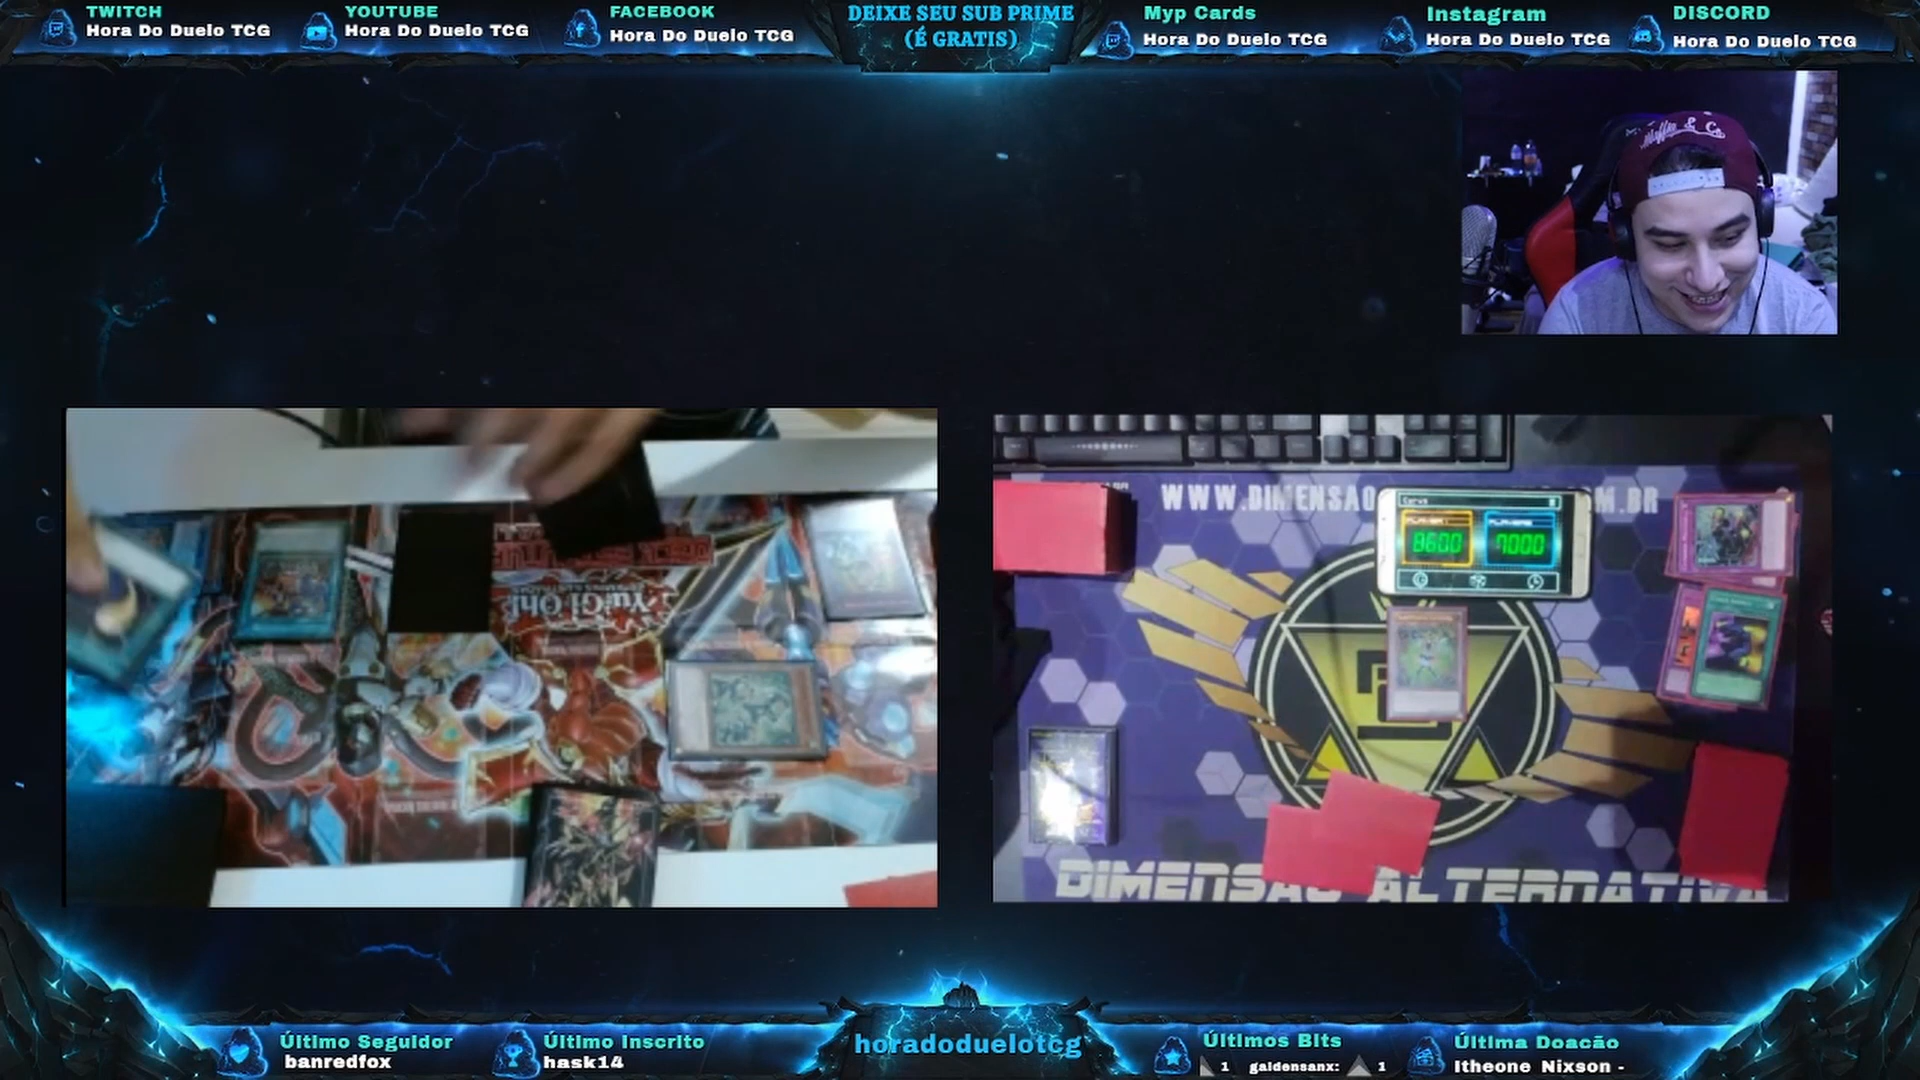 TWITCH
Hora Do Duelo TCG
YOUTUBE
Hora Do Duelo TCG
FACEBOOK
Hora Do Duelo TCG
DEIXE SEU SUB PRIME
(É GRATIS)
Myp Cards
Hora Do Duelo TCG
Instagram
Hora Do Duelo TCG
DISCORD
Hora Do Duelo TCG
WWW.DIMENSAO
OM.BR
8600
7000
Yu-Gi-Oh!
DIMENSAO ALTERNATIVA
Último Seguidor
banredfox
Último Inscrito
hask14
horadoduelotcg
Últimos Bits
1 galdensanx: 1
Última Doacão
Itheone Nixson -